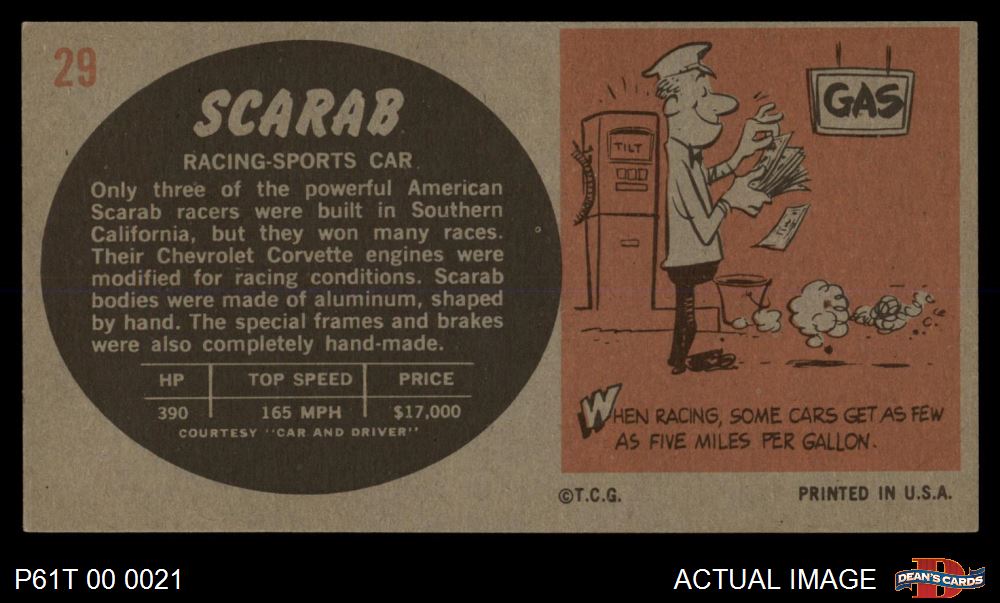 29
SCARAB
RACING-SPORTS CAR
Only three of the powerful American
Scarab racers were built in Southern
California, but they won many races.
Their Chevrolet Corvette engines were
modified for racing conditions. Scarab
bodies were made of aluminum, shaped
by hand. The special frames and brakes
were also completely hand-made.
HP TOP SPEED PRICE
390 165 MPH $17,000
COURTESY "CAR AND DRIVER"
TILT
GAS
WHEN RACING, SOME CARS GET AS FEW
AS FIVE MILES PER GALLON.
©T.C.G. PRINTED IN U.S.A.
P61T 00 0021
ACTUAL IMAGE
D
DEAN'S CARDS